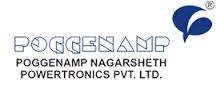 ®
POGGENAMP
POGGENAMP NAGARSHETH
POWERTRONICS PVT. LTD.